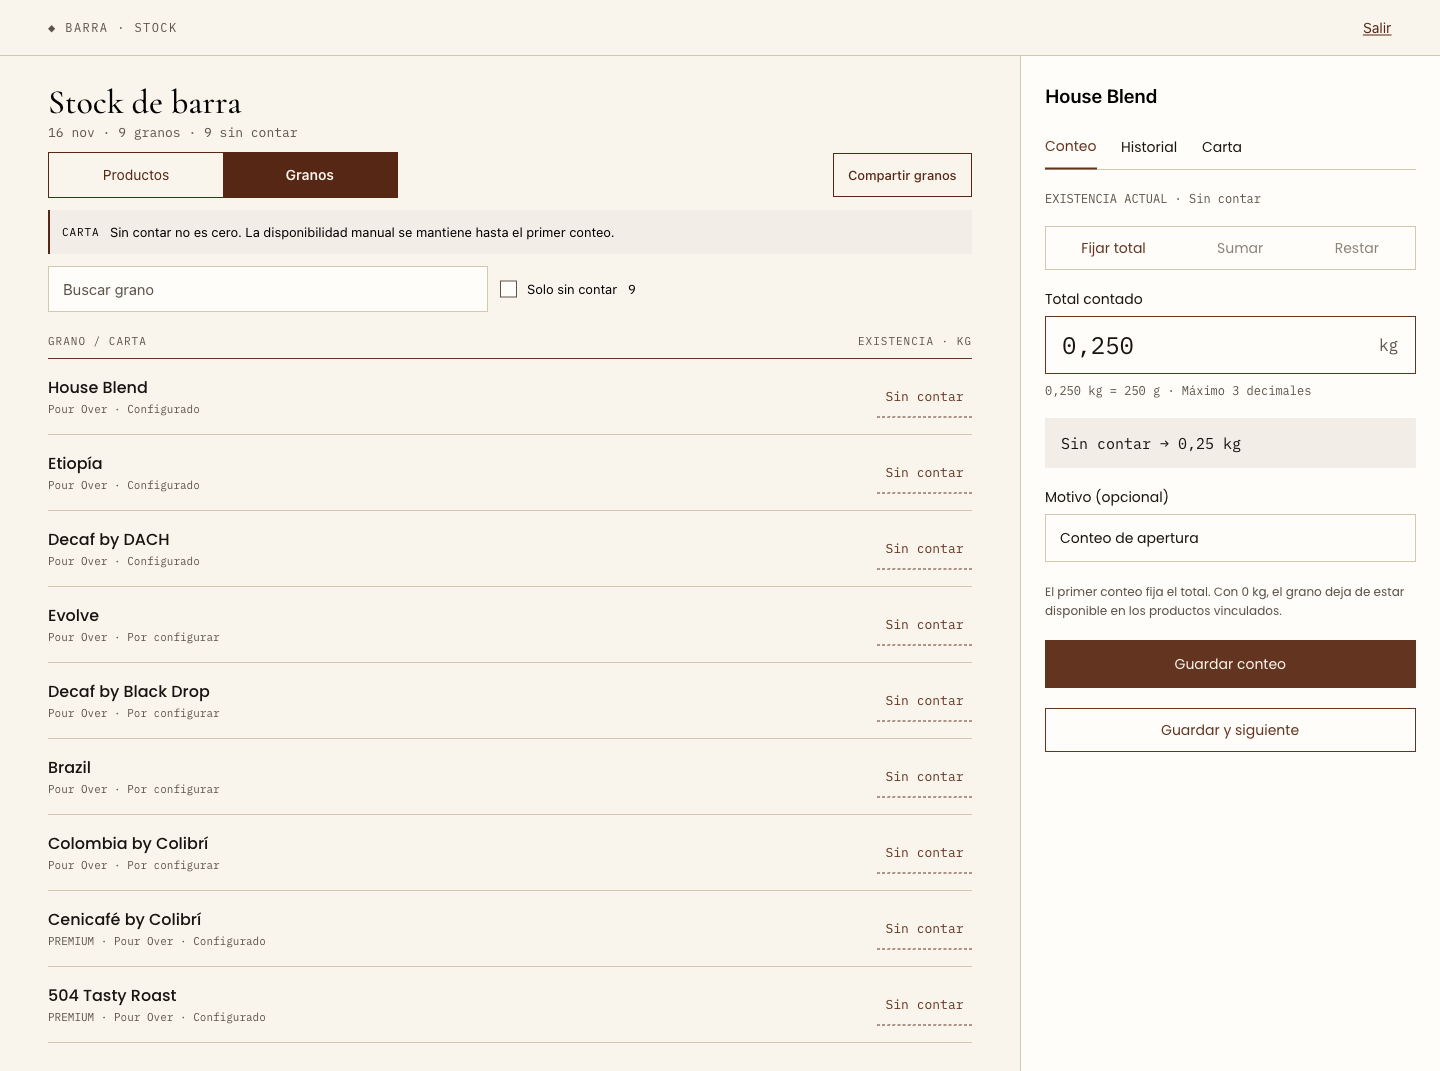 ◆ BARRA · STOCK
Salir
Stock de barra
16 nov · 9 granos · 9 sin contar
Productos
Granos
Compartir granos
CARTA Sin contar no es cero. La disponibilidad manual se mantiene hasta el primer conteo.
Buscar grano
Solo sin contar 9
GRANO / CARTA
EXISTENCIA · KG
House Blend
Pour Over · Configurado
Sin contar
Etiopía
Pour Over · Configurado
Sin contar
Decaf by DACH
Pour Over · Configurado
Sin contar
Evolve
Pour Over · Por configurar
Sin contar
Decaf by Black Drop
Pour Over · Por configurar
Sin contar
Brazil
Pour Over · Por configurar
Sin contar
Colombia by Colibrí
Pour Over · Por configurar
Sin contar
Cenicafé by Colibrí
PREMIUM · Pour Over · Configurado
Sin contar
504 Tasty Roast
PREMIUM · Pour Over · Configurado
Sin contar
House Blend
Conteo
Historial
Carta
EXISTENCIA ACTUAL · Sin contar
Fijar total
Sumar
Restar
Total contado
0,250 kg
0,250 kg = 250 g · Máximo 3 decimales
Sin contar → 0,25 kg
Motivo (opcional)
Conteo de apertura
El primer conteo fija el total. Con 0 kg, el grano deja de estar
disponible en los productos vinculados.
Guardar conteo
Guardar y siguiente